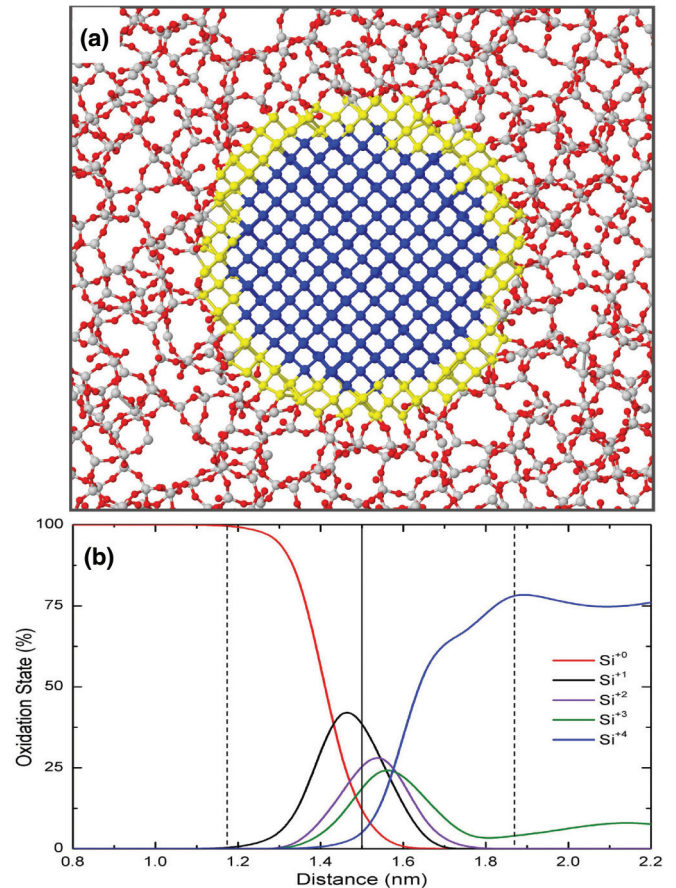 (a)
(b)
100
75
50
25
0
Oxidation State (%)
Si+0
Si+1
Si+2
Si+3
Si+4
0.8 1.0 1.2 1.4 1.6 1.8 2.0 2.2
Distance (nm)